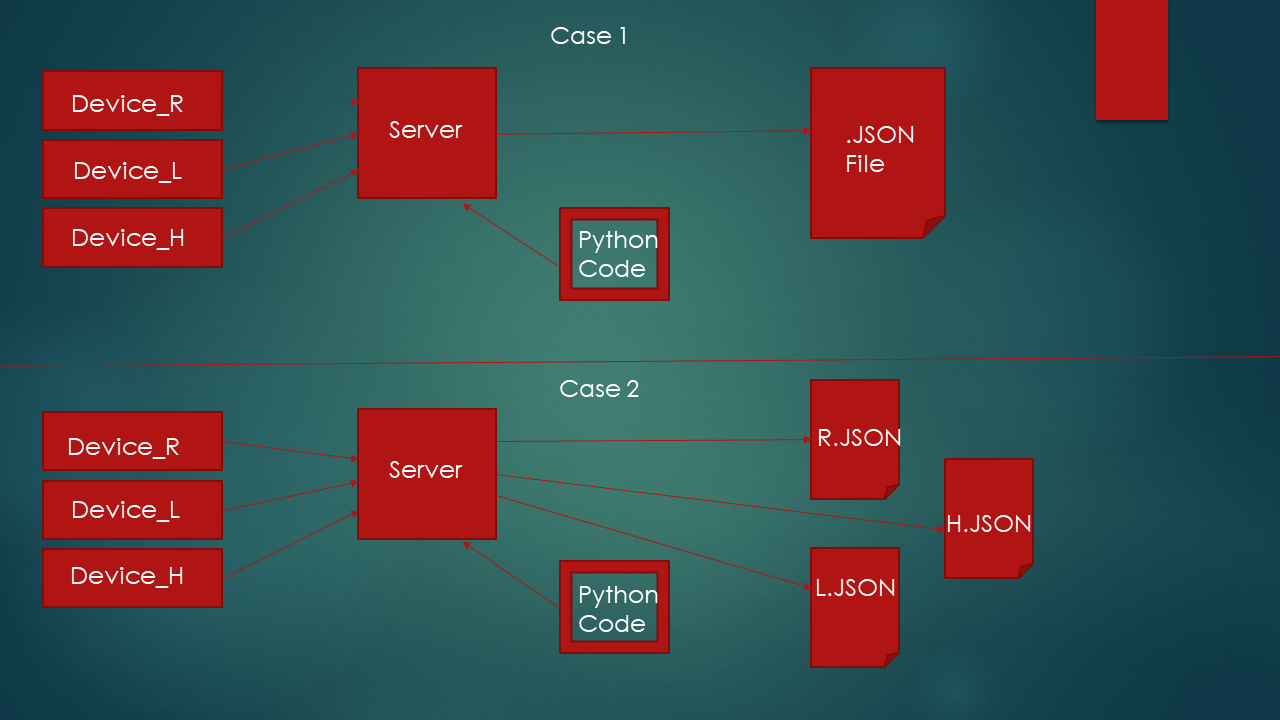 Case 1
Device_R
Device_L
Device_H
Server
Python
Code
.JSON
File
Case 2
Device_R
Device_L
Device_H
Server
Python
Code
R.JSON
H.JSON
L.JSON